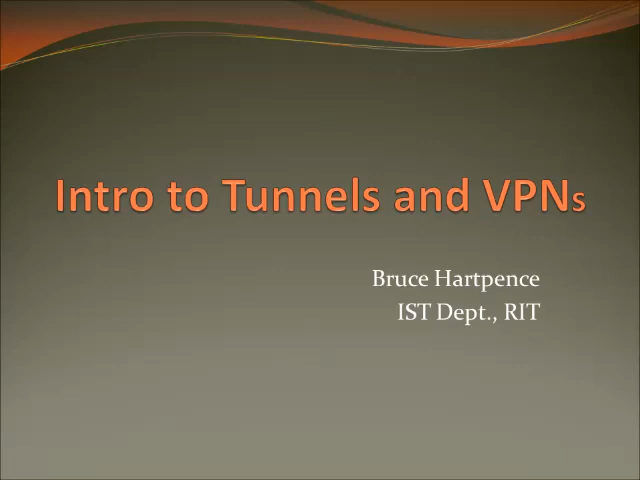 Intro to Tunnels and VPNs
Bruce Hartpence
IST Dept., RIT